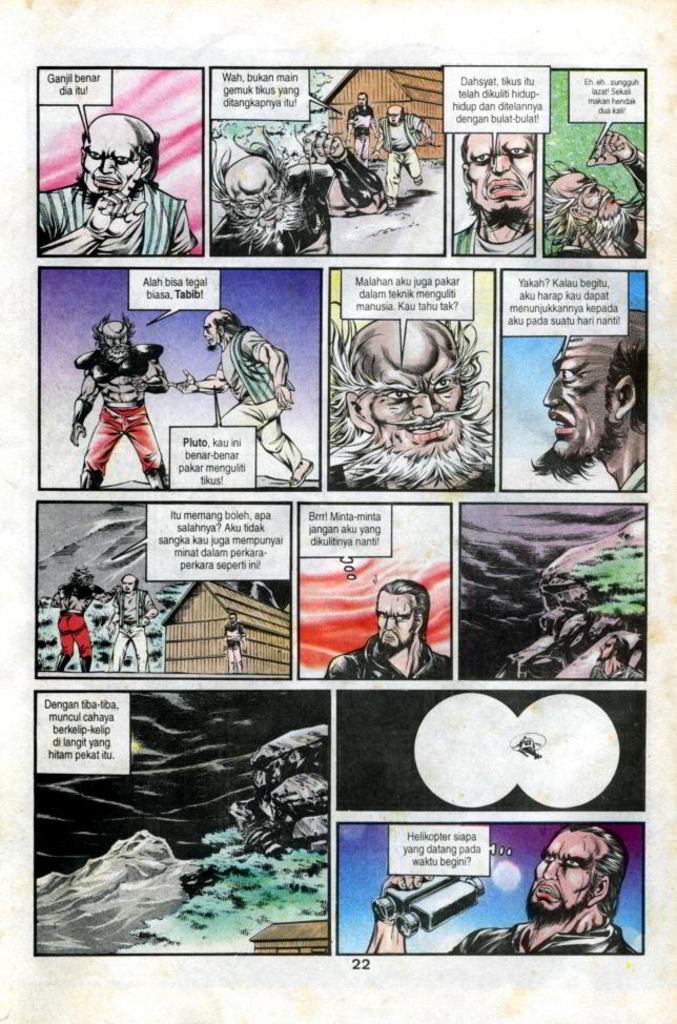 Ganjil benar
dia itu!
Wah, bukan main
gemuk tikus yang
ditangkapnya itu!
Dahsyat, tikus itu
telah dikuliti hidup-
hidup dan ditelannya
dengan bulat-bulat!
Eh, eh...sungguh
lazat! Sekali
makan hendak
dua kali!
Alah bisa tegal
biasa, Tabib!
Pluto, kau ini
benar-benar
pakar menguliti
tikus!
Malahan aku juga pakar
dalam teknik menguliti
manusia. Kau tahu tak?
Yakah? Kalau begitu,
aku harap kau dapat
menunjukkannya kepada
aku pada suatu hari nanti!
Itu memang boleh, apa
salahnya? Aku tidak
sangka kau juga mempunyai
minat dalam perkara-
perkara seperti ini!
Brrr! Minta-minta
jangan aku yang
dikulitinya nanti!
Dengan tiba-tiba,
muncul cahaya
berkelip-kelip
di langit yang
hitam pekat itu.
Helikopter siapa
yang datang pada
waktu begini?
22